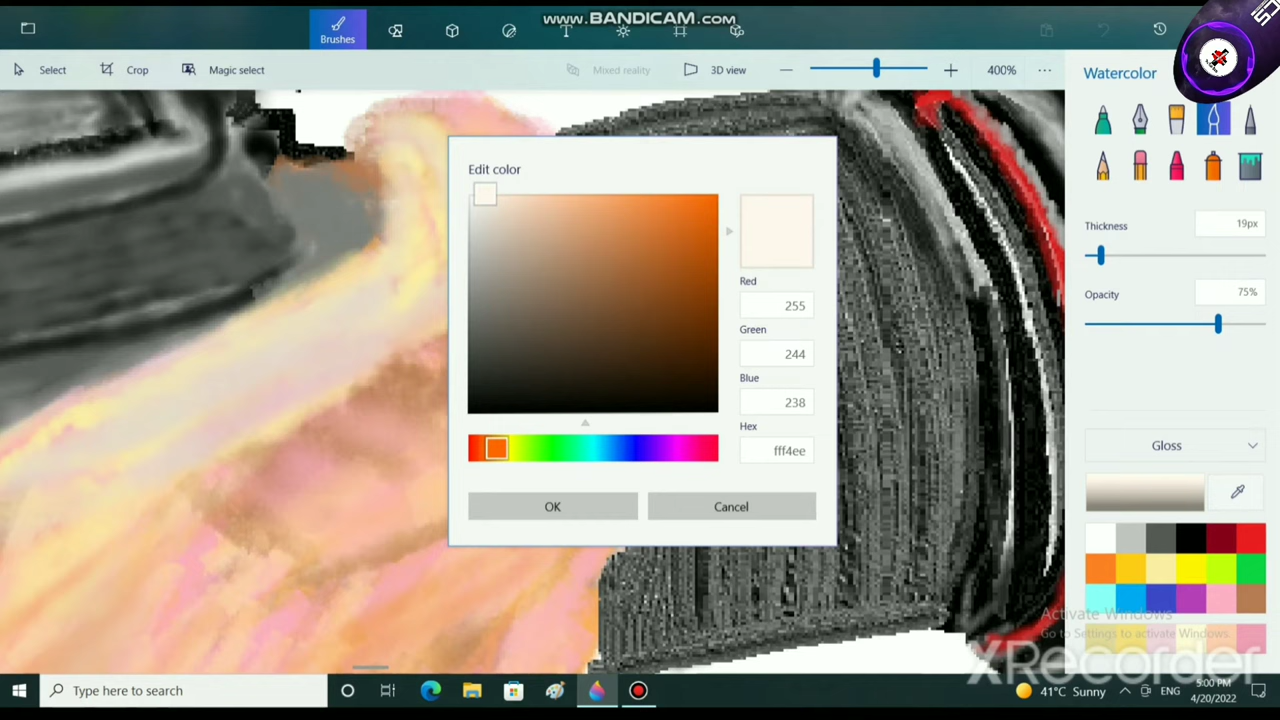 www.BANDICAM.com
Brushes
Select
Crop
Magic select
Mixed reality
3D view
400%
Watercolor
Thickness
19px
Opacity
75%
Edit color
Red
255
Green
244
Blue
238
Hex
fff4ee
OK
Cancel
Gloss
Activate Windows
Go to Settings to activate Windows.
XRecorder
Type here to search
41°C Sunny
ENG
5:00 PM
4/20/2022